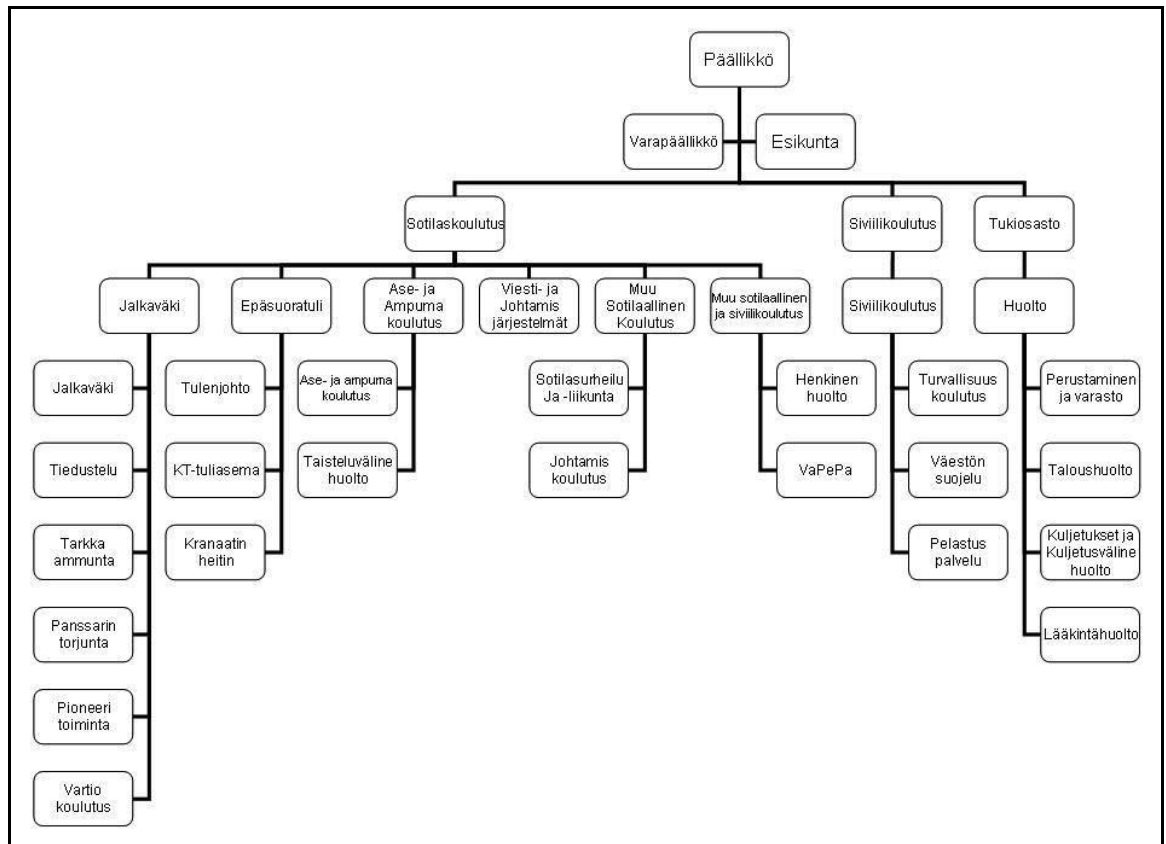 Päällikkö
Varapäällikkö
Esikunta
Sotilaskoulutus
Siviilikoulutus
Tukiosasto
Jalkaväki
Epäsuoratuli
Ase- ja
Ampuma
koulutus
Viesti- ja
Johtamis
järjestelmät
Muu
Sotilaallinen
Koulutus
Muu sotilaallinen
ja siviilikoulutus
Siviilikoulutus
Huolto
Jalkaväki
Tiedustelu
Tarkka
ammunta
Panssarin
torjunta
Pioneeri
toiminta
Vartio
koulutus
Tulenjohto
KT-tuliasema
Kranaatin
heitin
Ase- ja ampuma
koulutus
Taisteluväline
huolto
Sotilasurheilu
Ja -liikunta
Johtamis
koulutus
Henkinen
huolto
VaPePa
Turvallisuus
koulutus
Väestön
suojelu
Pelastus
palvelu
Perustaminen
ja varasto
Taloushuolto
Kuljetukset ja
Kuljetusväline
huolto
Lääkintähuolto